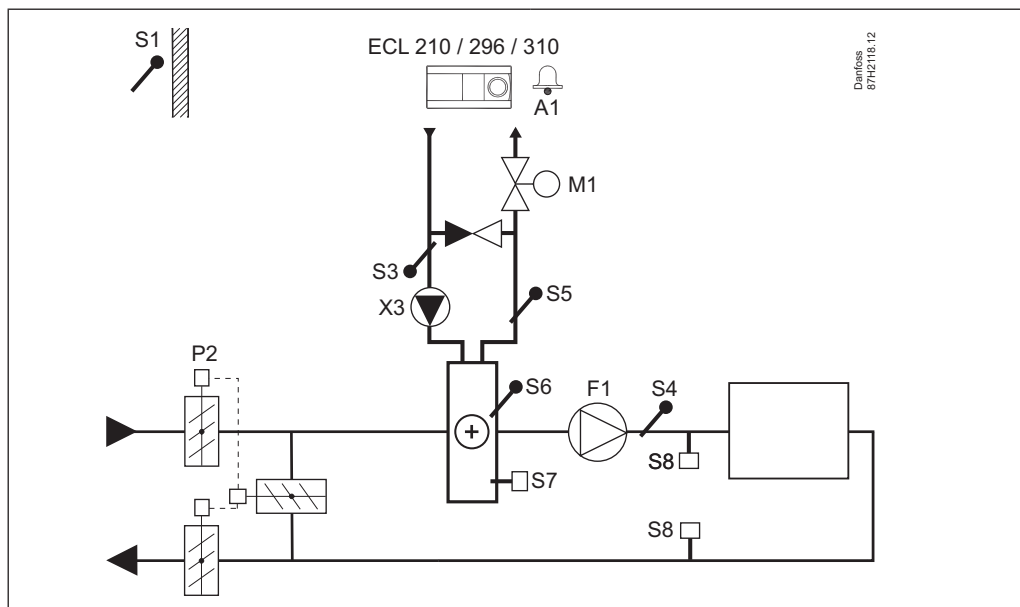 S1
ECL 210 / 296 / 310
A1
Danfoss
87H2118.12
M1
S3
S5
X3
P2
S6
F1
S4
S8
S7
S8